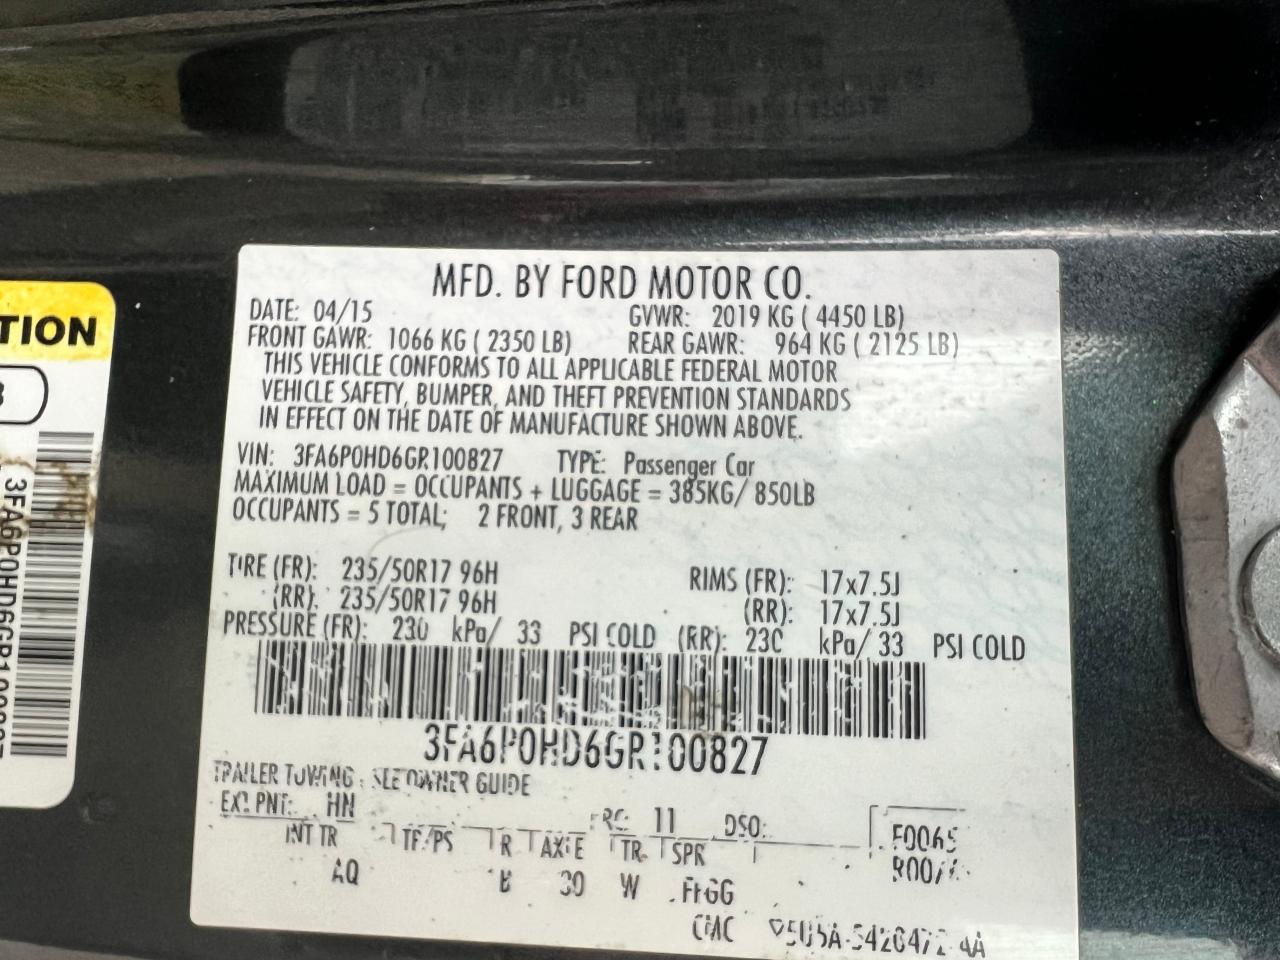 TION
3FA6P0HD6GR100827
MFD. BY FORD MOTOR CO.
DATE: 04/15 GVWR: 2019 KG ( 4450 LB)
FRONT GAWR: 1066 KG ( 2350 LB) REAR GAWR: 964 KG ( 2125 LB)
THIS VEHICLE CONFORMS TO ALL APPLICABLE FEDERAL MOTOR
VEHICLE SAFETY, BUMPER, AND THEFT PREVENTION STANDARDS
IN EFFECT ON THE DATE OF MANUFACTURE SHOWN ABOVE.
VIN: 3FA6P0HD6GR100827 TYPE: Passenger Car
MAXIMUM LOAD = OCCUPANTS + LUGGAGE = 385KG/ 850LB
OCCUPANTS = 5 TOTAL; 2 FRONT, 3 REAR
TIRE (FR): 235/50R17 96H RIMS (FR): 17x7.5J
(RR): 235/50R17 96H (RR): 17x7.5J
PRESSURE (FR): 230 kPa/ 33 PSI COLD (RR): 230 kPa/ 33 PSI COLD
3FA6P0HD6GR100827
TRAILER TOWING - SEE OWNER GUIDE
EXT PNT: HN RC: 11 DSO:
INT TR TP/PS R AXLE TR SPR
AQ B W
CMC